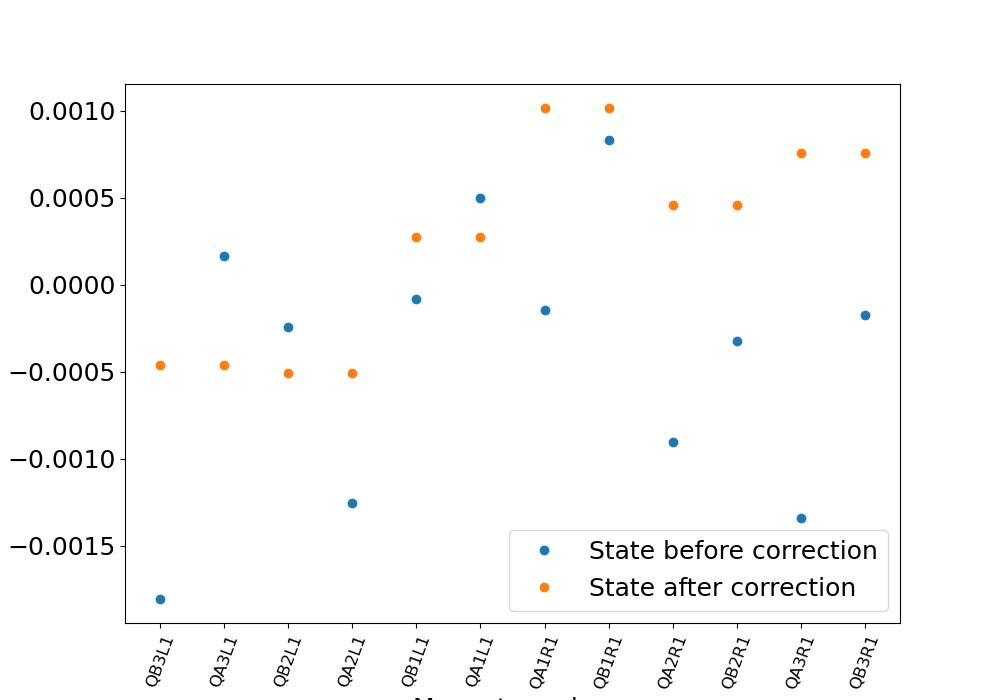 0.0010
0.0005
0.0000
−0.0005
−0.0010
−0.0015
State before correction
State after correction
QB3L1
QA3L1
QB2L1
QA2L1
QB1L1
QA1L1
QA1R1
QB1R1
QA2R1
QB2R1
QA3R1
QB3R1